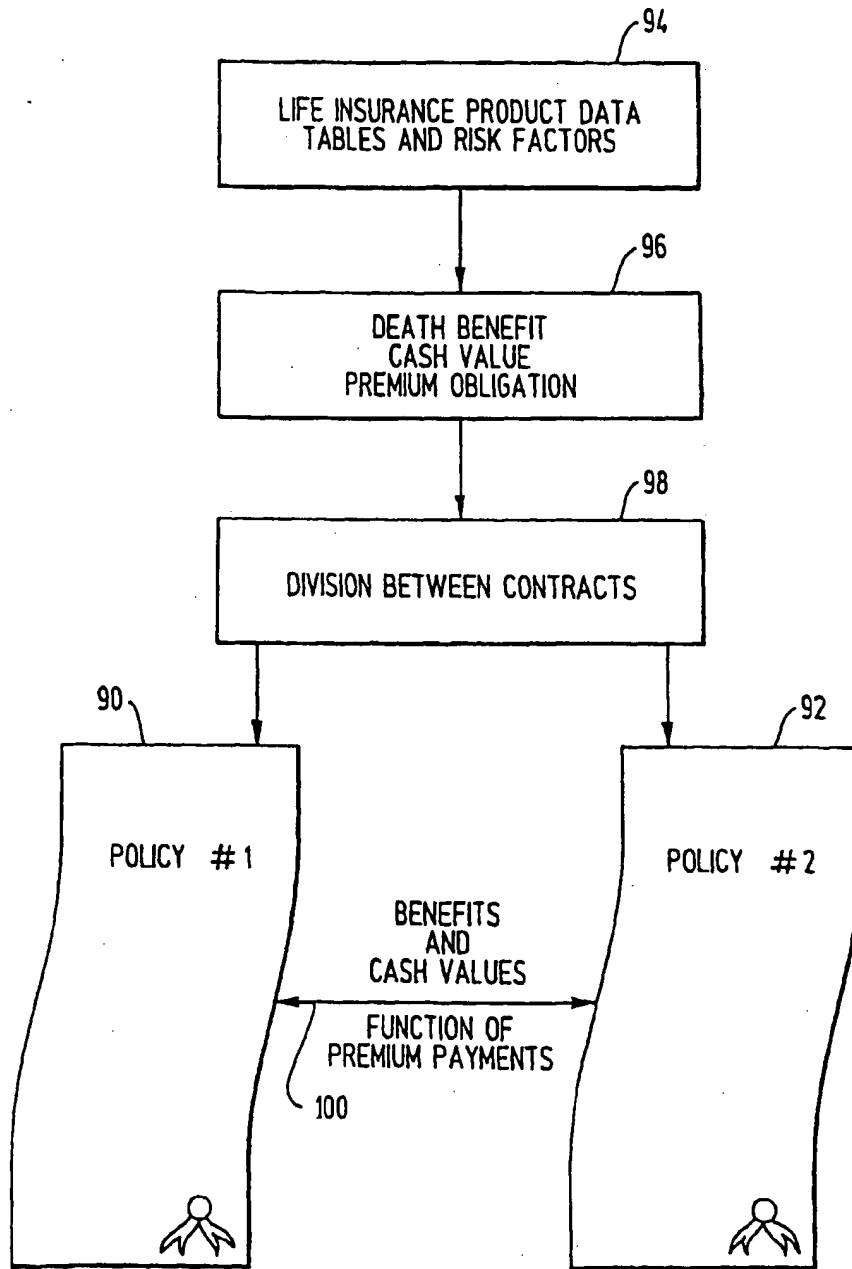 94
LIFE INSURANCE PRODUCT DATA
TABLES AND RISK FACTORS
96
DEATH BENEFIT
CASH VALUE
PREMIUM OBLIGATION
98
DIVISION BETWEEN CONTRACTS
90
92
POLICY #1
POLICY #2
BENEFITS
AND
CASH VALUES
FUNCTION OF
PREMIUM PAYMENTS
100